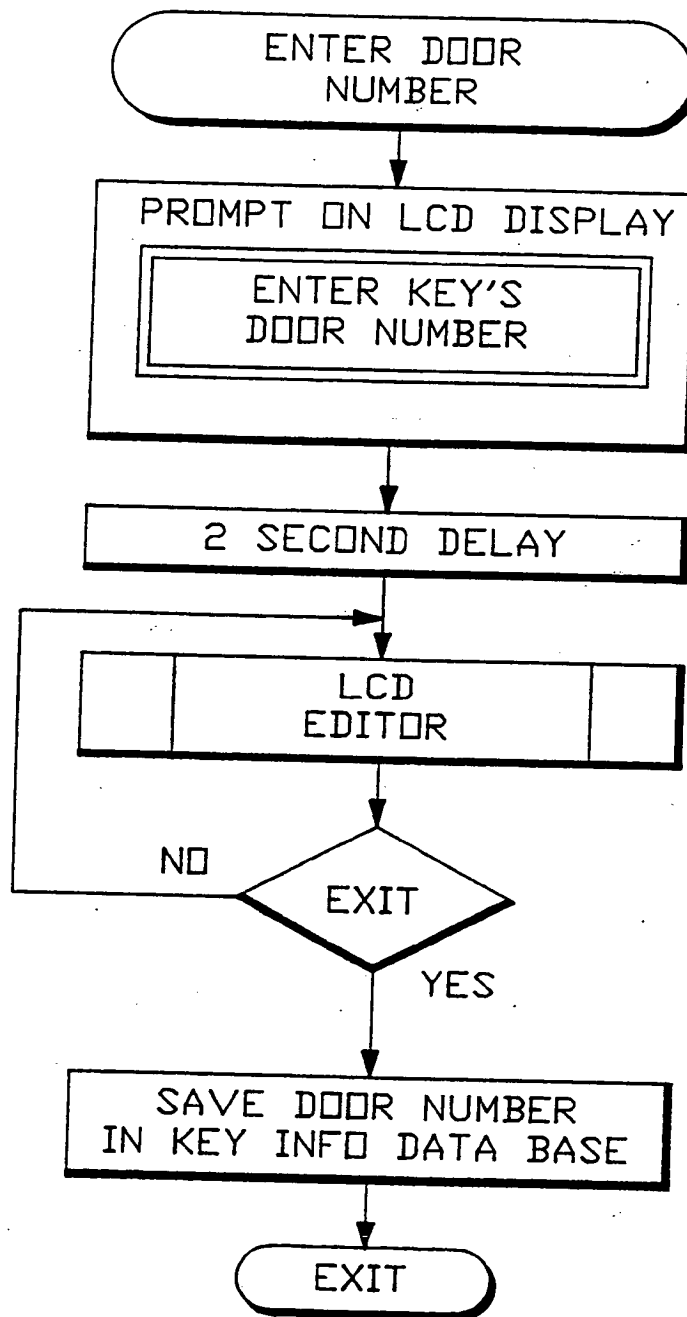 ENTER DOOR
NUMBER
PROMPT ON LCD DISPLAY
ENTER KEY'S
DOOR NUMBER
2 SECOND DELAY
LCD
EDITOR
NO
EXIT
YES
SAVE DOOR NUMBER
IN KEY INFO DATA BASE
EXIT